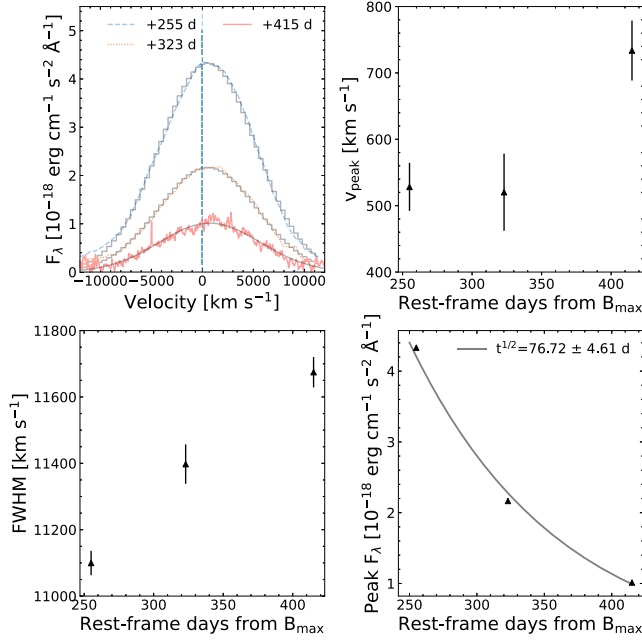 +255 d
+323 d
+415 d
5
4
3
2
1
0
−10000 −5000 0 5000 10000
Velocity [km s⁻¹]
F_λ [10⁻¹⁸ erg cm⁻¹ s⁻² Å⁻¹]
800
700
600
500
400
250 300 350 400
Rest-frame days from B_max
v_peak [km s⁻¹]
11800
11600
11400
11200
11000
250 300 350 400
Rest-frame days from B_max
FWHM [km s⁻¹]
t^1/2=76.72 ± 4.61 d
4
3
2
1
250 300 350 400
Rest-frame days from B_max
Peak F_λ [10⁻¹⁸ erg cm⁻¹ s⁻² Å⁻¹]